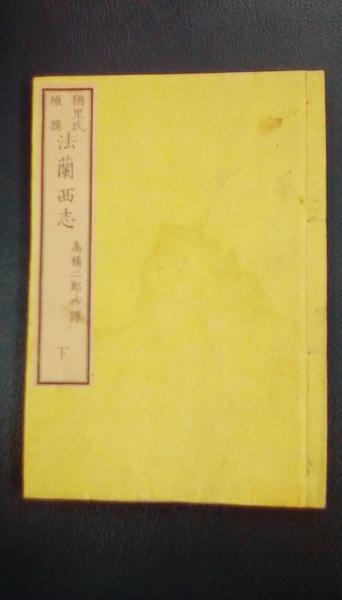 猶里氏
原撰
法蘭西志
高橋二郎抄譯
下